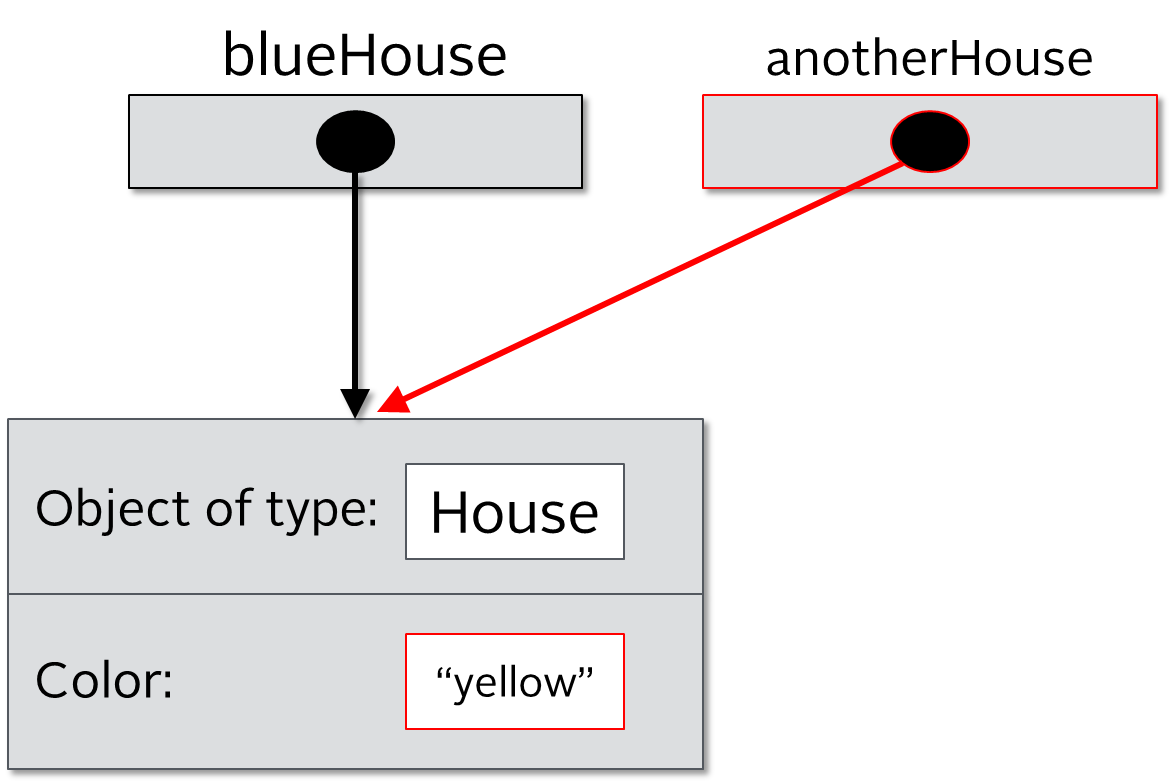 blueHouse
anotherHouse
Object of type: House
Color: “yellow”